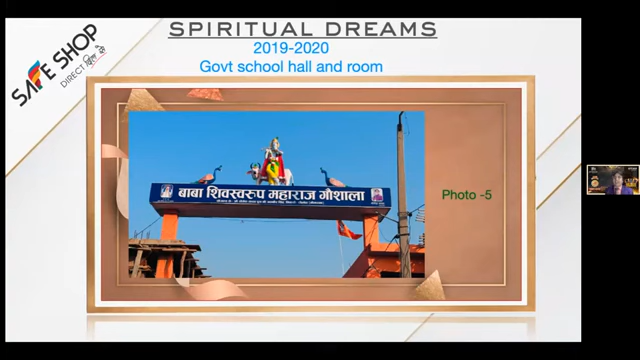 SPIRITUAL DREAMS
2019-2020
Govt school hall and room
SAFE SHOP
DIRECT दिल से
बाबा शिवस्वरुप महाराज गौशाला
Photo -5